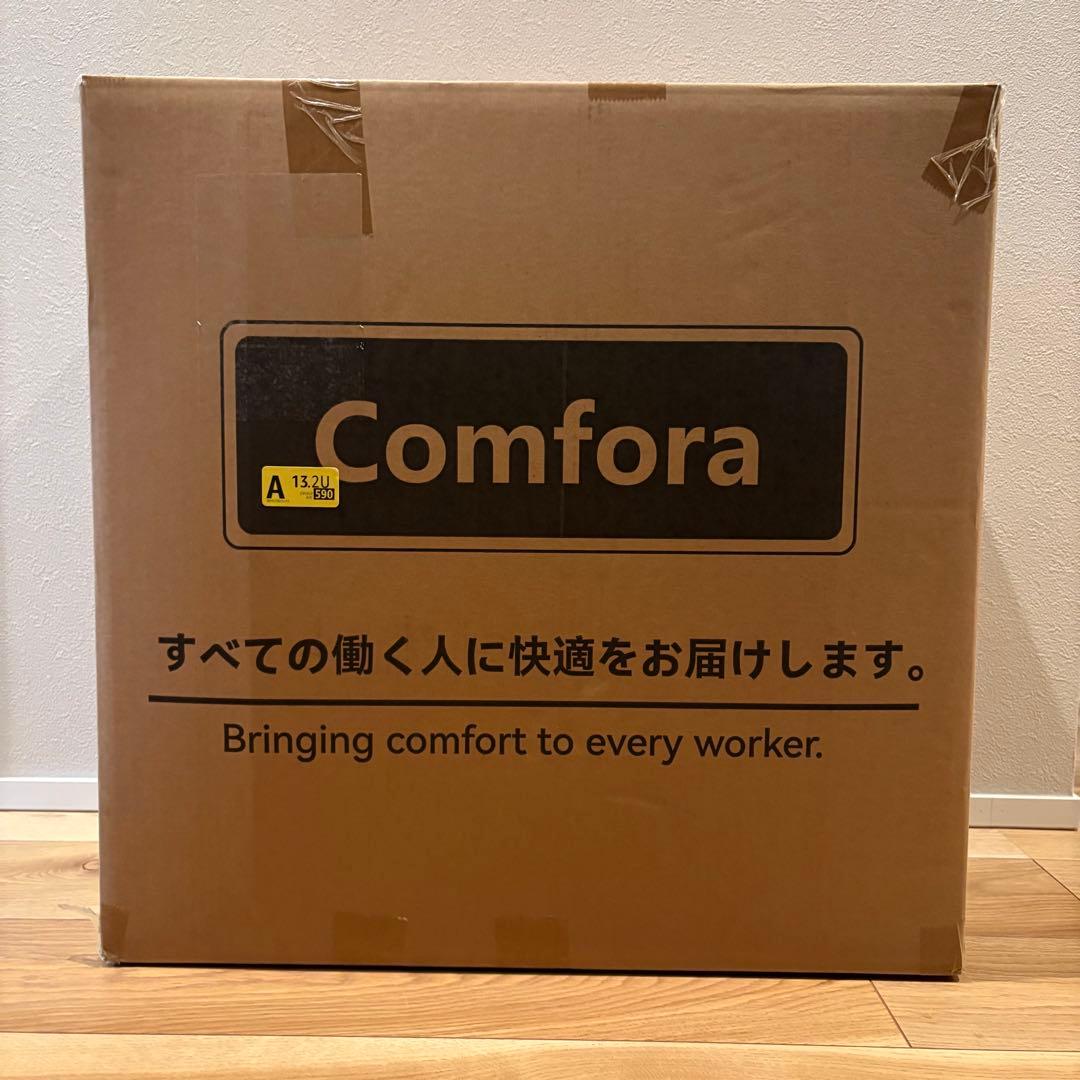 Comfora
A 13.2U
590
すべての働く人に快適をお届けします。
Bringing comfort to every worker.